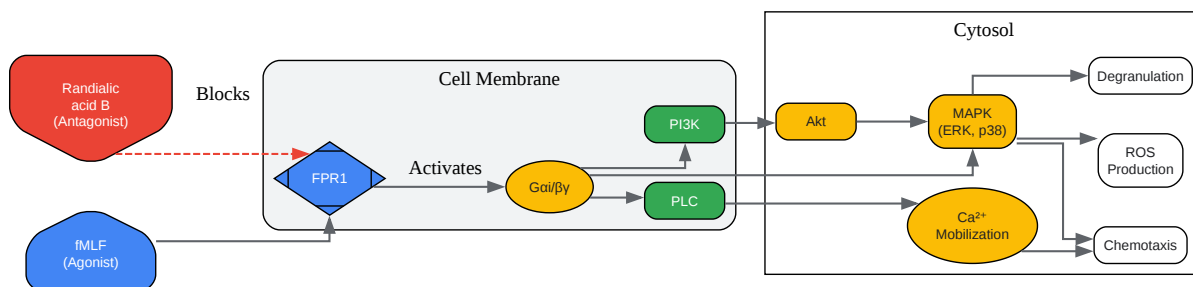 Randialic
acid B
(Antagonist)
Blocks
fMLF
(Agonist)
Cell Membrane
FPR1
Activates
Gαi/βγ
PI3K
PLC
Cytosol
Akt
MAPK
(ERK, p38)
Ca²⁺
Mobilization
Degranulation
ROS
Production
Chemotaxis